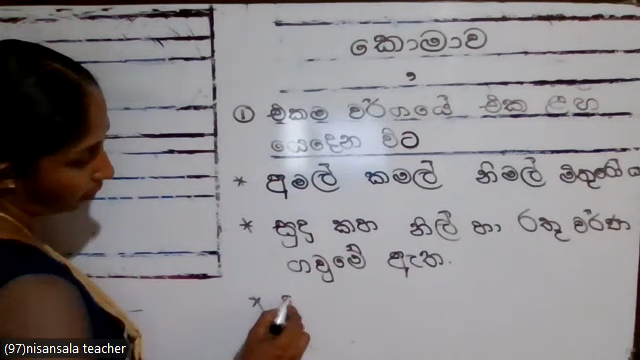 කොමාව
,
① එකම වර්ගයේ එක ළඟ
යෙදෙන විට
* අමල් කමල් නිමල් මිතුරෝ ය
* සුදු කහ නිල් හා රතු වර්ණ
ගවුමේ ඇත.
*
(97)nisansala teacher